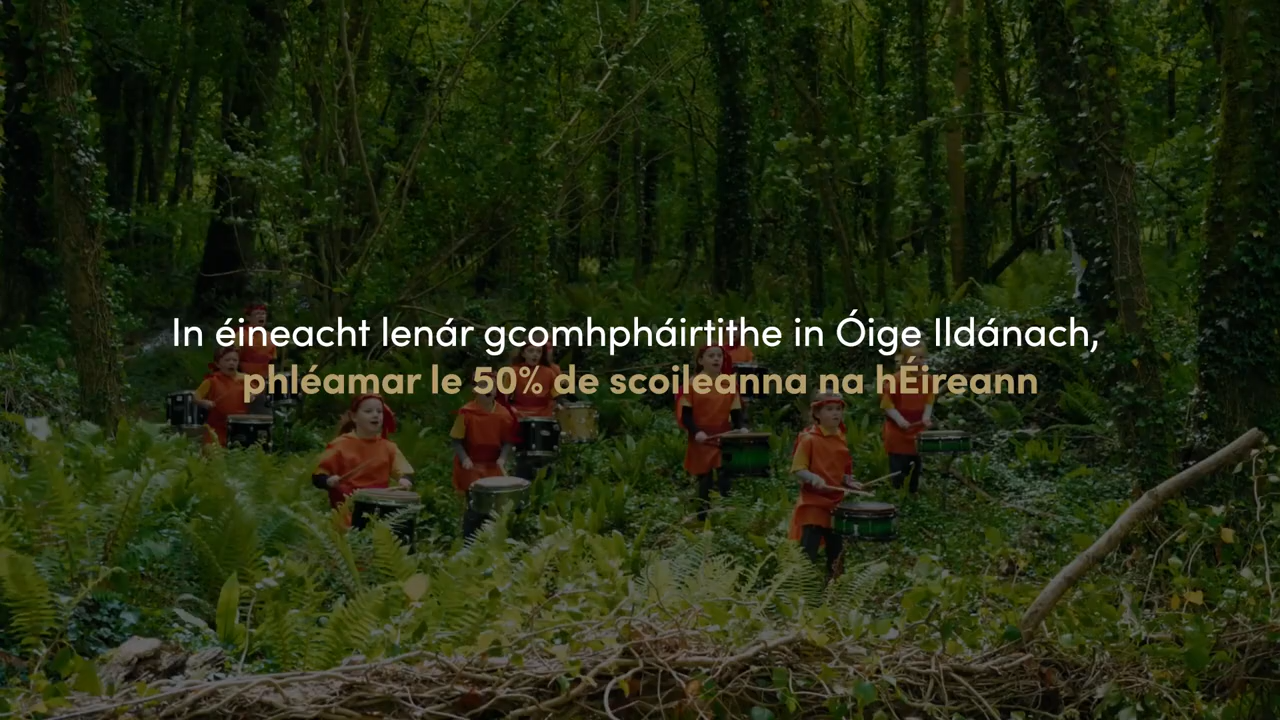 In éineacht lenár gcomhpháirtithe in Óige Ildánach,
phléamar le 50% de scoileanna na hÉireann